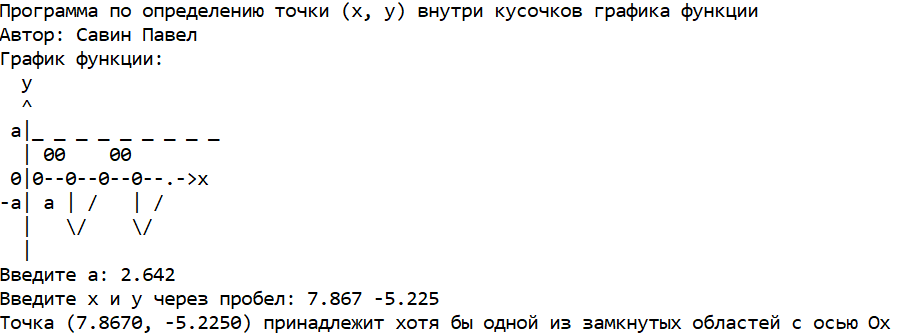 Программа по определению точки (x, y) внутри кусочков графика функции
Автор: Савин Павел
График функции:
  y
  ^
 a|_ _ _ _ _ _ _ _ _
  | 00    00
 0|0--0--0--0--.->x
-a| a | /   | /
  |   \/    \/
  |
Введите a: 2.642
Введите x и y через пробел: 7.867 -5.225
Точка (7.8670, -5.2250) принадлежит хотя бы одной из замкнутых областей с осью Ox